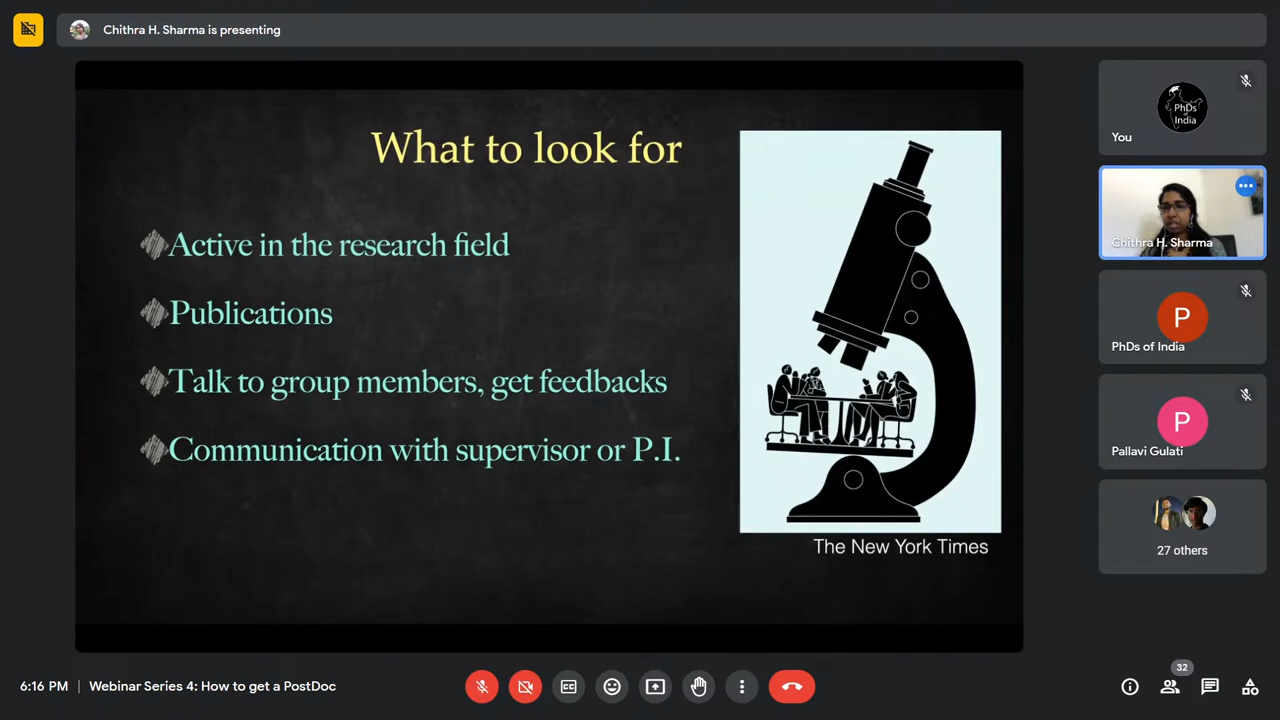 Chithra H. Sharma is presenting
What to look for
Active in the research field
Publications
Talk to group members, get feedbacks
Communication with supervisor or P.I.
The New York Times
PhDs
of
India
You
Chithra H. Sharma
P
PhDs of India
P
Pallavi Gulati
27 others
6:16 PM
Webinar Series 4: How to get a PostDoc
CC
32